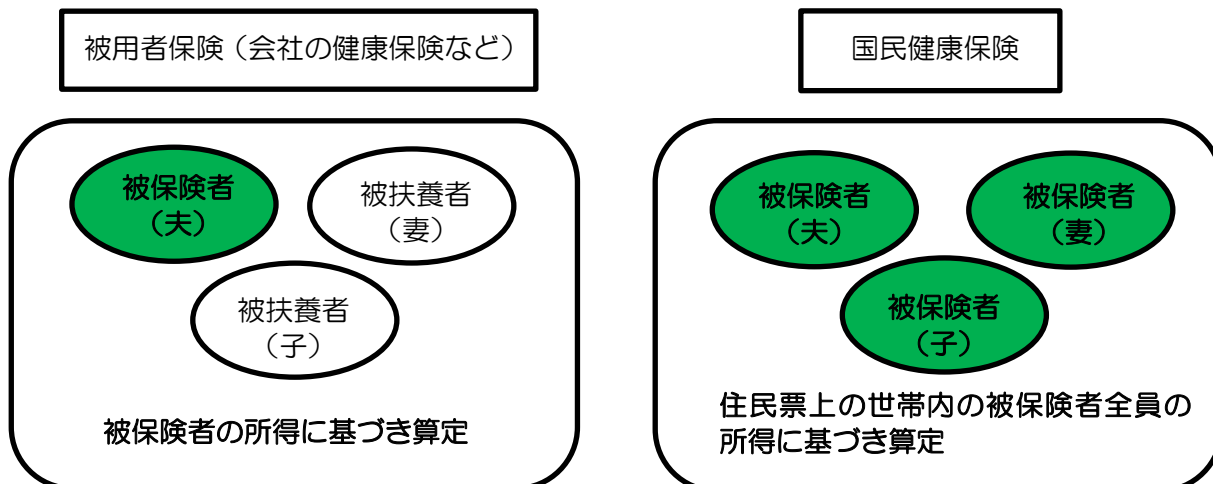 被用者保険（会社の健康保険など）
被保険者
（夫）
被扶養者
（妻）
被扶養者
（子）
被保険者の所得に基づき算定
国民健康保険
被保険者
（夫）
被保険者
（妻）
被保険者
（子）
住民票上の世帯内の被保険者全員の
所得に基づき算定